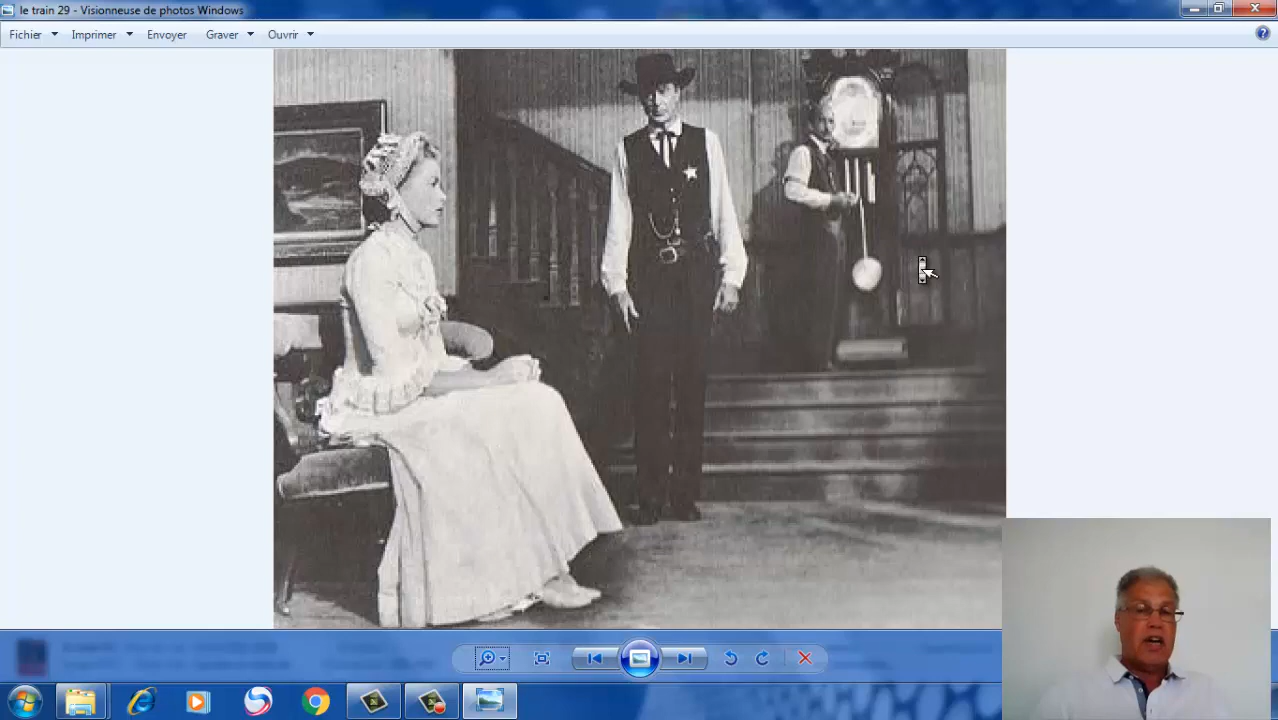 le train 29 - Visionneuse de photos Windows
Fichier Imprimer Envoyer Graver Ouvrir